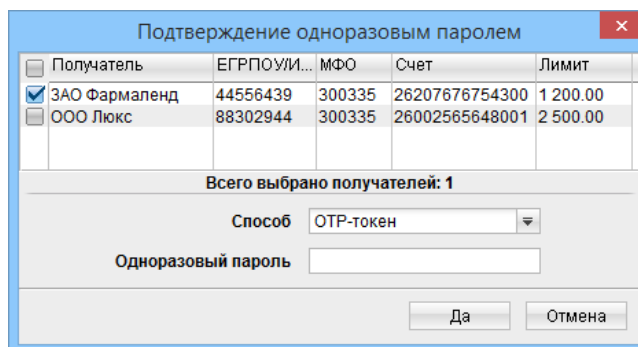 Подтверждение одноразовым паролем
Получатель ЕГРПОУ/И... МФО Счет Лимит
ЗАО Фармаленд 44556439 300335 26207676754300 1 200.00
ООО Люкс 88302944 300335 26002565648001 2 500.00
Всего выбрано получателей: 1
Способ OTP-токен
Одноразовый пароль
Да Отмена